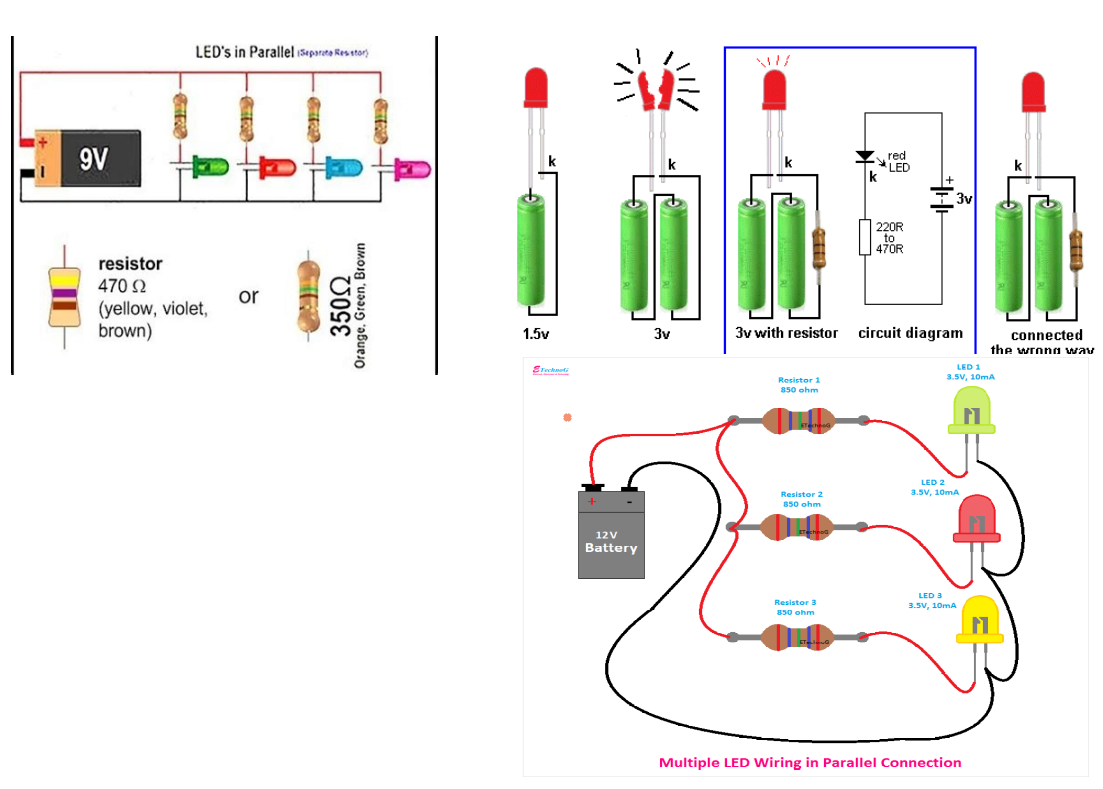 LED's in Parallel (Separate Resistor)
+
-
9V
resistor
470 Ω
(yellow, violet,
brown)
or
350Ω
Orange, Green, Brown
k
1.5v
k
3v
k
3v with resistor
red
LED
k
220R
to
470R
+
3v
circuit diagram
k
connected
the wrong way
ETechnoG
Resistor 1
850 ohm
ETechnoG
LED 1
3.5V, 10mA
Resistor 2
850 ohm
ETechnoG
LED 2
3.5V, 10mA
+ -
12V
Battery
Resistor 3
850 ohm
ETechnoG
LED 3
3.5V, 10mA
Multiple LED Wiring in Parallel Connection